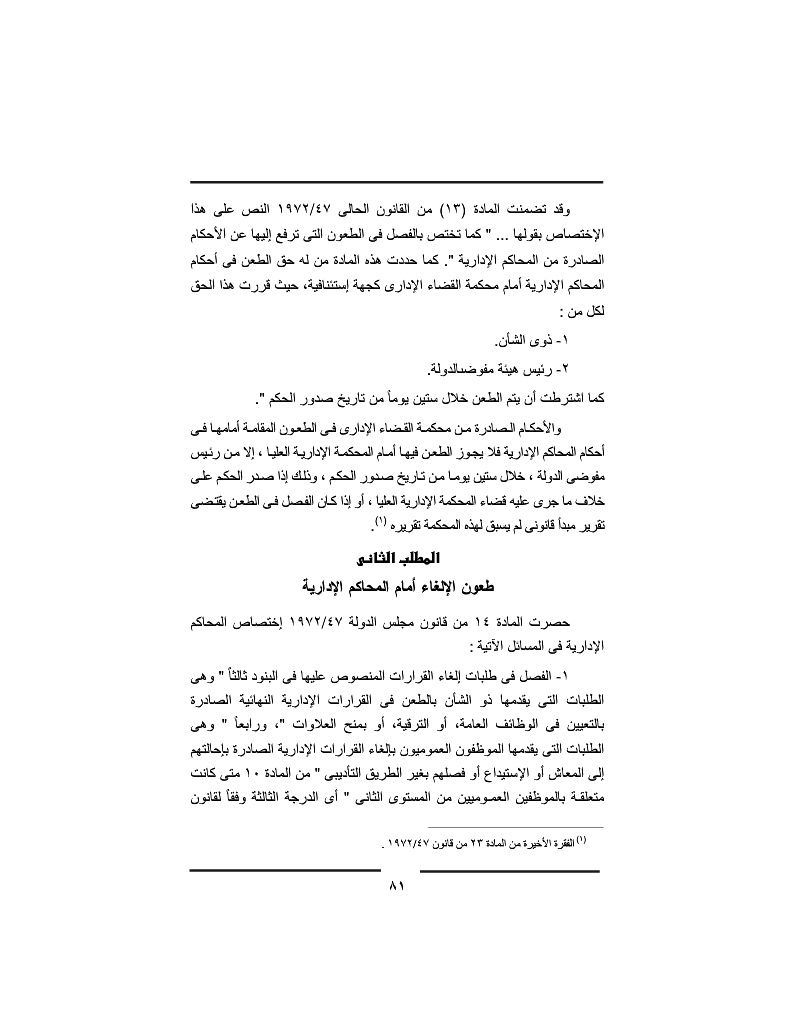 وقد تضمنت المادة (١٣) من القانون الحالى ١٩٧٢/٤٧ النص على هذا
الإختصاص بقولها ... " كما تختص بالفصل فى الطعون التى ترفع إليها عن الأحكام
الصادرة من المحاكم الإدارية ". كما حددت هذه المادة من له حق الطعن فى أحكام
المحاكم الإدارية أمام محكمة القضاء الإدارى كجهة إستئنافية، حيث قررت هذا الحق
لكل من :
١- ذوى الشأن.
٢- رئيس هيئة مفوضىالدولة.
كما اشترطت أن يتم الطعن خلال ستين يوماً من تاريخ صدور الحكم ".
والأحكام الصادرة من محكمة القضاء الإدارى فى الطعون المقامة أمامها فى
أحكام المحاكم الإدارية فلا يجوز الطعن فيها أمام المحكمة الإدارية العليا ، إلا من رئيس
مفوضى الدولة ، خلال ستين يوما من تاريخ صدور الحكم ، وذلك إذا صدر الحكم على
خلاف ما جرى عليه قضاء المحكمة الإدارية العليا ، أو إذا كان الفصل فى الطعن يقتضى
تقرير مبدأ قانونى لم يسبق لهذه المحكمة تقريره (١).
المطلب الثانى
طعون الإلغاء أمام المحاكم الإدارية
حصرت المادة ١٤ من قانون مجلس الدولة ١٩٧٢/٤٧ إختصاص المحاكم
الإدارية فى المسائل الآتية :
١- الفصل فى طلبات إلغاء القرارات المنصوص عليها فى البنود ثالثاً " وهى
الطلبات التى يقدمها ذو الشأن بالطعن فى القرارات الإدارية النهائية الصادرة
بالتعيين فى الوظائف العامة، أو الترقية، أو بمنح العلاوات "، ورابعاً " وهى
الطلبات التى يقدمها الموظفون العموميون بإلغاء القرارات الإدارية الصادرة بإحالتهم
إلى المعاش أو الإستيداع أو فصلهم بغير الطريق التأديبى " من المادة ١٠ متى كانت
متعلقة بالموظفين العموميين من المستوى الثانى " أى الدرجة الثالثة وفقاً لقانون
(١) الفقرة الأخيرة من المادة ٢٣ من قانون ١٩٧٢/٤٧ .
٨١